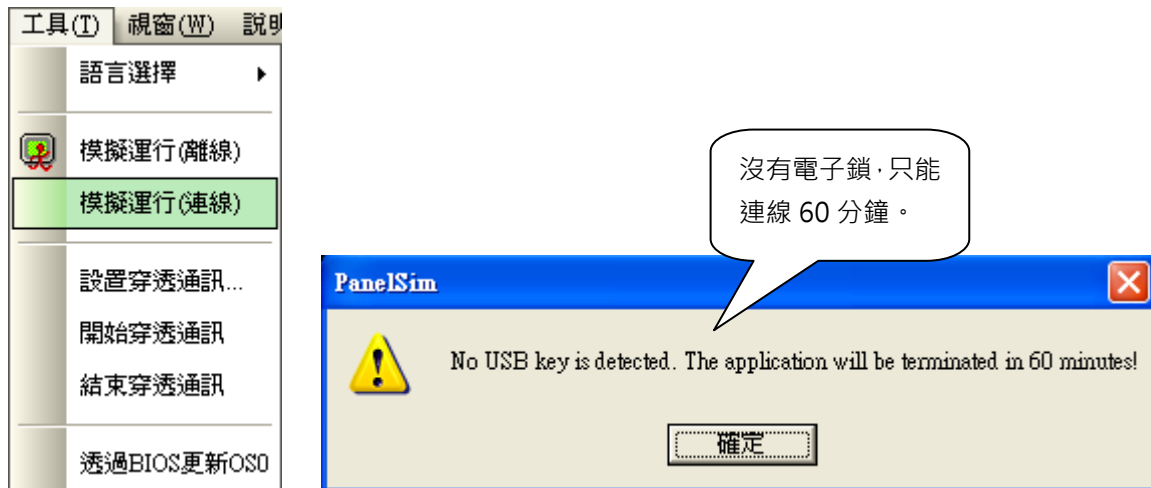 工具(T) 視窗(W) 說明
語言選擇
模擬運行(離線)
模擬運行(連線)
設置穿透通訊...
開始穿透通訊
結束穿透通訊
透過BIOS更新OS0
沒有電子鎖,只能
連線 60 分鐘。
PanelSim
No USB key is detected. The application will be terminated in 60 minutes!
確定